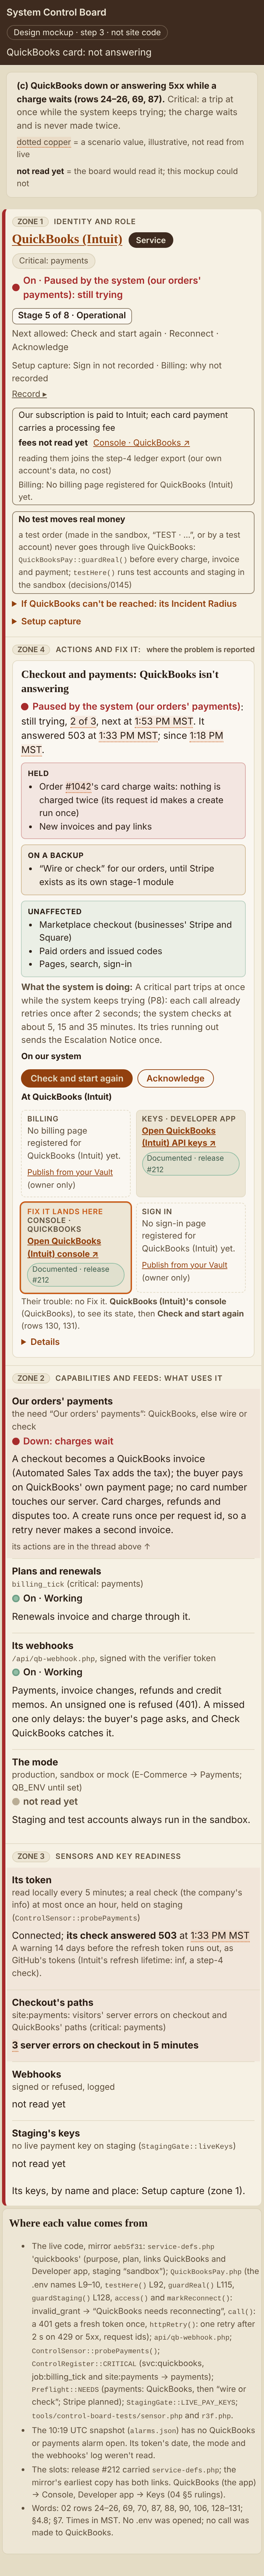 System Control Board
Design mockup · step 3 · not site code
QuickBooks card: not answering
(c) QuickBooks down or answering 5xx while a
charge waits (rows 24–26, 69, 87). Critical: a trip at
once while the system keeps trying; the charge waits
and is never made twice.
dotted copper = a scenario value, illustrative, not read from
live
not read yet = the board would read it; this mockup could
not
ZONE 1 IDENTITY AND ROLE
QuickBooks (Intuit) Service
Critical: payments
On · Paused by the system (our orders'
payments): still trying
Stage 5 of 8 · Operational
Next allowed: Check and start again · Reconnect ·
Acknowledge
Setup capture: Sign in not recorded · Billing: why not
recorded
Record ▸
Our subscription is paid to Intuit; each card payment
carries a processing fee
fees not read yet Console · QuickBooks ↗
reading them joins the step-4 ledger export (our own
account's data, no cost)
Billing: No billing page registered for QuickBooks (Intuit)
yet.
No test moves real money
a test order (made in the sandbox, “TEST · …”, or by a test
account) never goes through live QuickBooks:
QuickBooksPay::guardReal() before every charge, invoice
and payment; testHere() runs test accounts and staging in
the sandbox (decisions/0145)
▸ If QuickBooks can't be reached: its Incident Radius
▸ Setup capture
ZONE 4 ACTIONS AND FIX IT: where the problem is reported
Checkout and payments: QuickBooks isn't
answering
Paused by the system (our orders' payments):
still trying, 2 of 3, next at 1:53 PM MST. It
answered 503 at 1:33 PM MST; since 1:18 PM
MST.
HELD
• Order #1042's card charge waits: nothing is
charged twice (its request id makes a create
run once)
• New invoices and pay links
ON A BACKUP
• “Wire or check” for our orders, until Stripe
exists as its own stage-1 module
UNAFFECTED
• Marketplace checkout (businesses' Stripe and
Square)
• Paid orders and issued codes
• Pages, search, sign-in
What the system is doing: A critical part trips at once
while the system keeps trying (P8): each call already
retries once after 2 seconds; the system checks at
about 5, 15 and 35 minutes. Its tries running out
sends the Escalation Notice once.
On our system
Check and start again Acknowledge
At QuickBooks (Intuit)
BILLING
No billing page
registered for
QuickBooks (Intuit) yet.
Publish from your Vault
(owner only)
KEYS · DEVELOPER APP
Open QuickBooks
(Intuit) API keys ↗
Documented · release
#212
FIX IT LANDS HERE
CONSOLE ·
QUICKBOOKS
Open QuickBooks
(Intuit) console ↗
Documented · release
#212
SIGN IN
No sign-in page
registered for
QuickBooks (Intuit) yet.
Publish from your Vault
(owner only)
Their trouble: no Fix it. QuickBooks (Intuit)'s console
(QuickBooks), to see its state, then Check and start again
(rows 130, 131).
▸ Details
ZONE 2 CAPABILITIES AND FEEDS: WHAT USES IT
Our orders' payments
the need “Our orders' payments”: QuickBooks, else wire or
check
Down: charges wait
A checkout becomes a QuickBooks invoice
(Automated Sales Tax adds the tax); the buyer pays
on QuickBooks' own payment page; no card number
touches our server. Card charges, refunds and
disputes too. A create runs once per request id, so a
retry never makes a second invoice.
its actions are in the thread above ↑
Plans and renewals
billing_tick (critical: payments)
On · Working
Renewals invoice and charge through it.
Its webhooks
/api/qb-webhook.php, signed with the verifier token
On · Working
Payments, invoice changes, refunds and credit
memos. An unsigned one is refused (401). A missed
one only delays: the buyer's page asks, and Check
QuickBooks catches it.
The mode
production, sandbox or mock (E-Commerce → Payments;
QB_ENV until set)
not read yet
Staging and test accounts always run in the sandbox.
ZONE 3 SENSORS AND KEY READINESS
Its token
read locally every 5 minutes; a real check (the company's
info) at most once an hour, held on staging
(ControlSensor::probePayments)
Connected; its check answered 503 at 1:33 PM MST
A warning 14 days before the refresh token runs out, as
GitHub's tokens (Intuit's refresh lifetime: inf, a step-4
check).
Checkout's paths
site:payments: visitors' server errors on checkout and
QuickBooks' paths (critical: payments)
3 server errors on checkout in 5 minutes
Webhooks
signed or refused, logged
not read yet
Staging's keys
no live payment key on staging (StagingGate::liveKeys)
not read yet
Its keys, by name and place: Setup capture (zone 1).
Where each value comes from
• The live code, mirror aeb5f31: service-defs.php
'quickbooks' (purpose, plan, links QuickBooks and
Developer app, staging “sandbox”); QuickBooksPay.php (the
.env names L9–10, testHere() L92, guardReal() L115,
guardStaging() L128, access() and markReconnect():
invalid_grant → “QuickBooks needs reconnecting”, call():
a 401 gets a fresh token once, httpRetry(): one retry after
2 s on 429 or 5xx, request ids); api/qb-webhook.php;
ControlSensor::probePayments();
ControlRegister::CRITICAL (svc:quickbooks,
job:billing_tick and site:payments → payments);
Preflight::NEEDS (payments: QuickBooks, then “wire or
check”; Stripe planned); StagingGate::LIVE_PAY_KEYS;
tools/control-board-tests/sensor.php and r3f.php.
• The 10:19 UTC snapshot (alarms.json) has no QuickBooks
or payments alarm open. Its token's date, the mode and
the webhooks' log weren't read.
• The slots: release #212 carried service-defs.php; the
mirror's earliest copy has both links. QuickBooks (the app)
→ Console, Developer app → Keys (04 §5 rulings).
• Words: 02 rows 24–26, 69, 70, 87, 88, 90, 106, 128–131;
§4.8; §7. Times in MST. No .env was opened; no call was
made to QuickBooks.